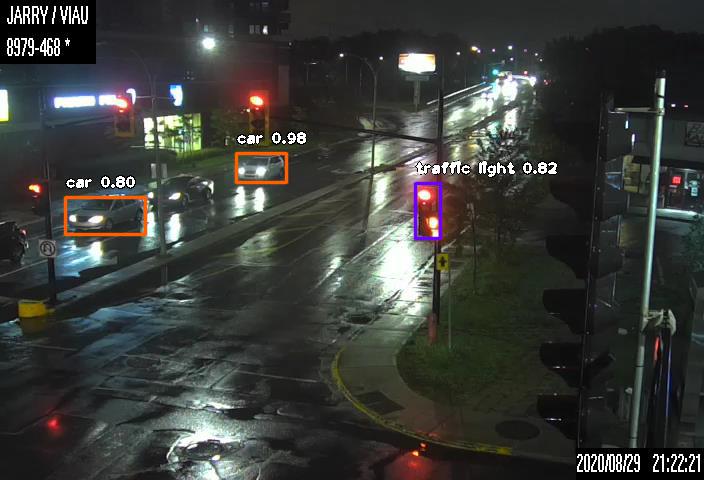 JARRY / VIAU
8979-468 *
car 0.98
car 0.80
traffic light 0.82
2020/08/29 21:22:21